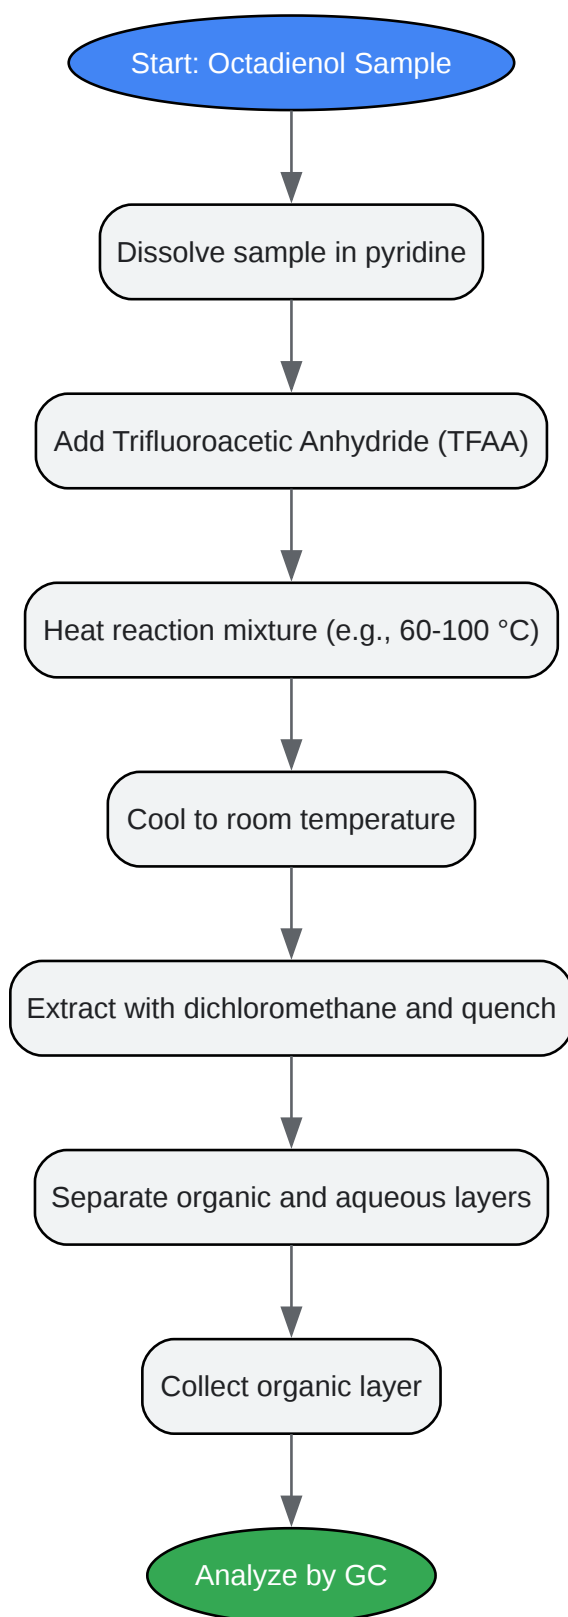 Start: Octadienol Sample
Dissolve sample in pyridine
Add Trifluoroacetic Anhydride (TFAA)
Heat reaction mixture (e.g., 60-100 °C)
Cool to room temperature
Extract with dichloromethane and quench
Separate organic and aqueous layers
Collect organic layer
Analyze by GC